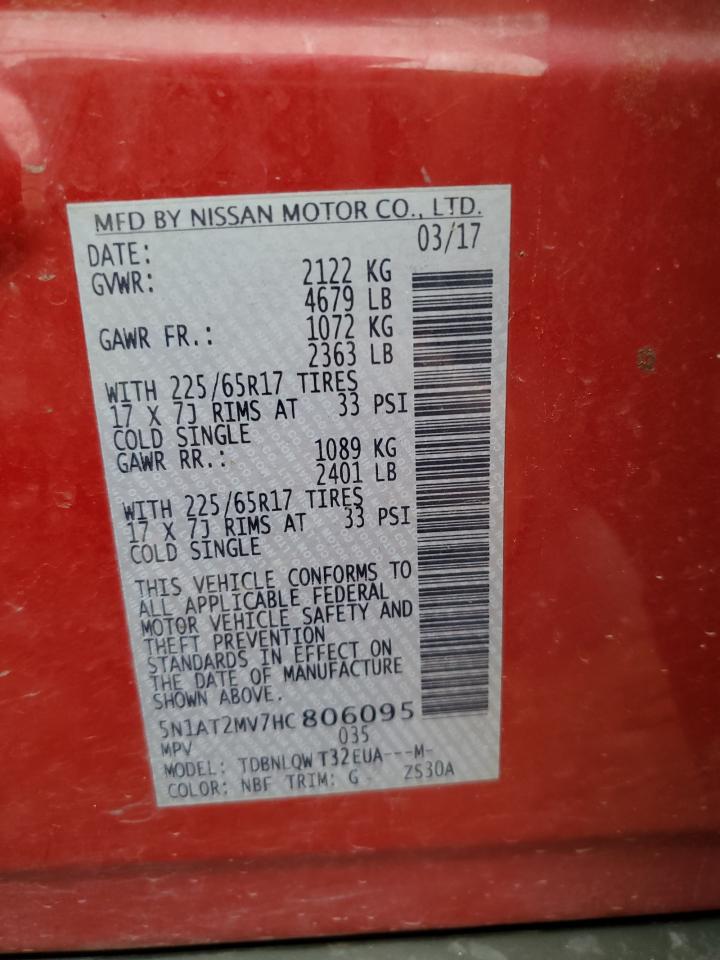 MFD BY NISSAN MOTOR CO., LTD.
DATE: 03/17
GVWR: 2122 KG
4679 LB
GAWR FR.: 1072 KG
2363 LB
WITH 225/65R17 TIRES
17 X 7J RIMS AT 33 PSI
COLD SINGLE
GAWR RR.: 1089 KG
2401 LB
WITH 225/65R17 TIRES
17 X 7J RIMS AT 33 PSI
COLD SINGLE
THIS VEHICLE CONFORMS TO
ALL APPLICABLE FEDERAL
MOTOR VEHICLE SAFETY AND
THEFT PREVENTION
STANDARDS IN EFFECT ON
THE DATE OF MANUFACTURE
SHOWN ABOVE.
5N1AT2MV7HC806095
MPV 035
MODEL: TDBNLQW T32EUA---M-
COLOR: NBF TRIM: G - ZS30A